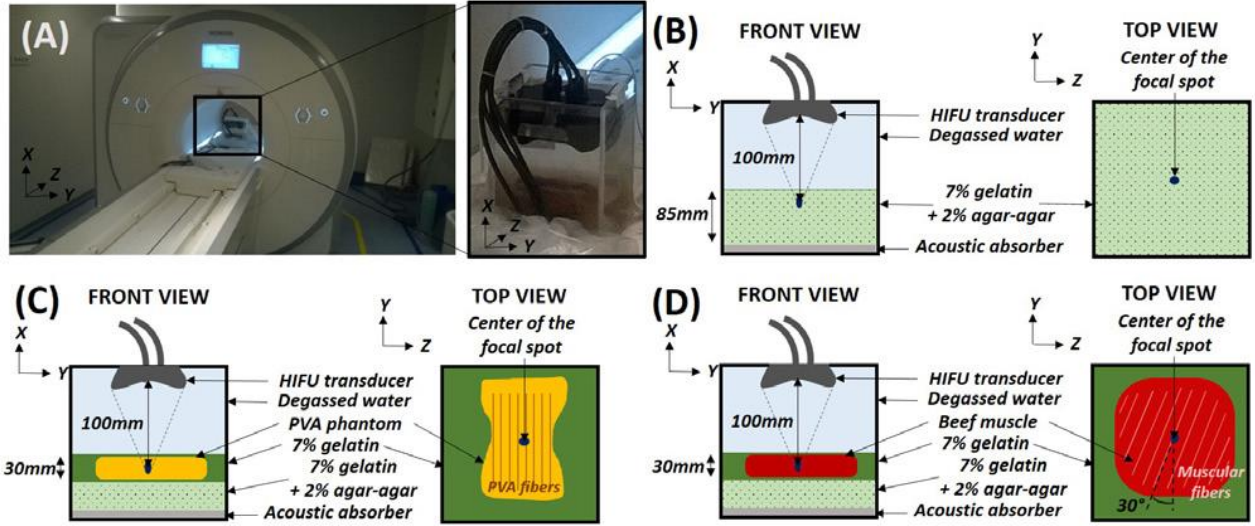 (A)
X
Z
Y
X
Z
Y
(B)
FRONT VIEW
TOP VIEW
X
Y
Y
Z
Center of the
focal spot
HIFU transducer
Degassed water
100mm
85mm
7% gelatin
+ 2% agar-agar
Acoustic absorber
(C)
FRONT VIEW
TOP VIEW
X
Y
Y
Z
Center of the
focal spot
HIFU transducer
Degassed water
100mm
PVA phantom
7% gelatin
30mm
7% gelatin
+ 2% agar-agar
Acoustic absorber
PVA fibers
(D)
FRONT VIEW
TOP VIEW
X
Y
Y
Z
Center of the
focal spot
HIFU transducer
Degassed water
100mm
Beef muscle
7% gelatin
30mm
7% gelatin
+ 2% agar-agar
Acoustic absorber
Muscular
fibers
30°